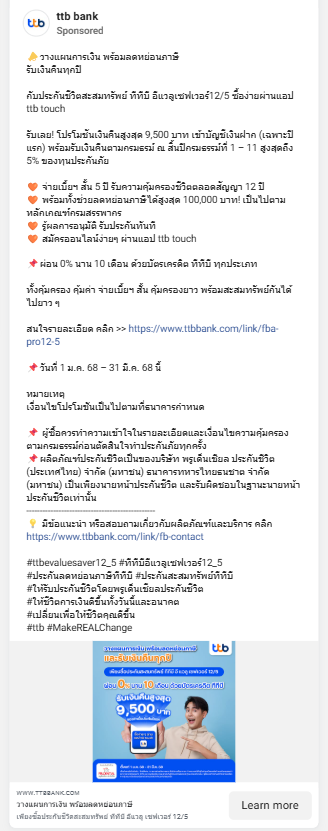 ttb bank
Sponsored
วางแผนการเงิน พร้อมลดหย่อนภาษี
รับเงินคืนทุกปี
กับประกันชีวิตสะสมทรัพย์ ทีทีบี อีแวลูเซฟเวอร์12/5 ซื้อง่ายผ่านแอป
ttb touch
รับเลย! โปรโมชันเงินคืนสูงสุด 9,500 บาท เข้าบัญชีเงินฝาก (เฉพาะปี
แรก) พร้อมรับเงินคืนตามกรมธรรม์ ณ สิ้นปีกรมธรรม์ที่ 1 – 11 สูงสุดถึง
5% ของทุนประกันภัย
🧡 จ่ายเบี้ยฯ สั้น 5 ปี รับความคุ้มครองชีวิตตลอดสัญญา 12 ปี
🧡 พร้อมทั้งช่วยลดหย่อนภาษีได้สูงสุด 100,000 บาท! เป็นไปตาม
หลักเกณฑ์กรมสรรพากร
🧡 รู้ผลการอนุมัติ รับประกันทันที
🧡 สมัครออนไลน์ง่ายๆ ผ่านแอป ttb touch
📌 ผ่อน 0% นาน 10 เดือน ด้วยบัตรเครดิต ทีทีบี ทุกประเภท
ทั้งคุ้มครอง คุ้มค่า จ่ายเบี้ยฯ สั้น คุ้มครองยาว พร้อมสะสมทรัพย์กันได้
ไปยาว ๆ
สนใจรายละเอียด คลิก >> https://www.ttbbank.com/link/fba-
pro12-5
📌 วันที่ 1 ม.ค. 68 – 31 มี.ค. 68 นี้
หมายเหตุ
เงื่อนไขโปรโมชันเป็นไปตามที่ธนาคารกำหนด
📌 ผู้ซื้อควรทำความเข้าใจในรายละเอียดและเงื่อนไขความคุ้มครอง
ตามกรมธรรม์ก่อนตัดสินใจทำประกันภัยทุกครั้ง
📌 ผลิตภัณฑ์ประกันชีวิตเป็นของบริษัท พรูเด็นเชียล ประกันชีวิต
(ประเทศไทย) จำกัด (มหาชน) ธนาคารทหารไทยธนชาต จำกัด
(มหาชน) เป็นเพียงนายหน้าประกันชีวิต และรับผิดชอบในฐานะนายหน้า
ประกันชีวิตเท่านั้น
----------------------------------------
💡 มีข้อแนะนำ หรือสอบถามเกี่ยวกับผลิตภัณฑ์และบริการ คลิก
https://www.ttbbank.com/link/fb-contact
#ttbevaluesaver12_5 #ทีทีบีอีแวลูเซฟเวอร์12_5
#ประกันลดหย่อนภาษีทีทีบี #ประกันสะสมทรัพย์ทีทีบี
#ให้รับประกันชีวิตโดยพรูเด็นเชียลประกันชีวิต
#ให้ชีวิตการเงินดีขึ้นทั้งวันนี้และอนาคต
#เปลี่ยนเพื่อให้ชีวิตคุณดีขึ้น
#ttb #MakeREALChange
วางแผนการเงิน พร้อมลดหย่อนภาษี
ttb
และรับเงินคืนทุกปี
ผ่อน 0% นาน 10 เดือน ด้วยบัตรเครดิต ทีทีบี
รับเงินคืนสูงสุด
9,500 บาท
WWW.TTBBANK.COM
วางแผนการเงิน พร้อมลดหย่อนภาษี
เพียงซื้อประกันชีวิตสะสมทรัพย์ ทีทีบี อีแวลู เซฟเวอร์ 12/5
Learn more